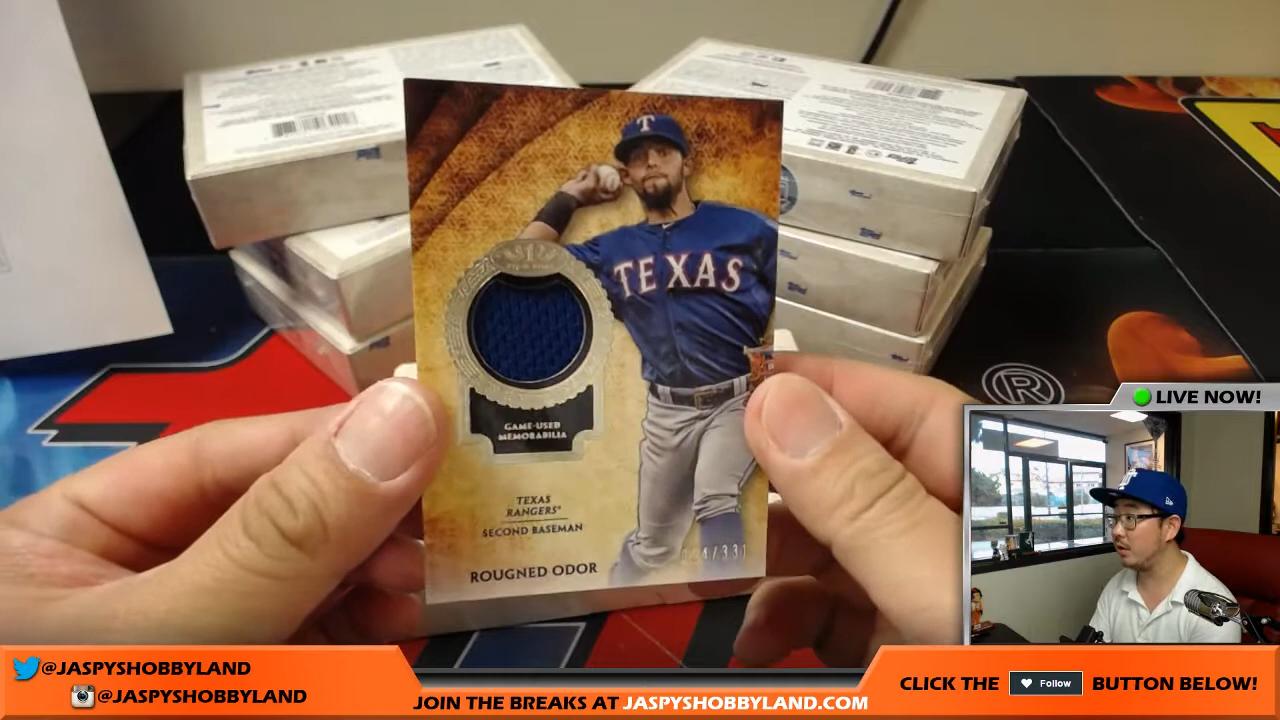 T
TEXAS
GAME-USED
MEMORABILIA
TEXAS
RANGERS
SECOND BASEMAN
ROUGNED ODOR
/331
®
LIVE NOW!
@JASPYSHOBBYLAND
@JASPYSHOBBYLAND
JOIN THE BREAKS AT JASPYSHOBBYLAND.COM
CLICK THE Follow BUTTON BELOW!